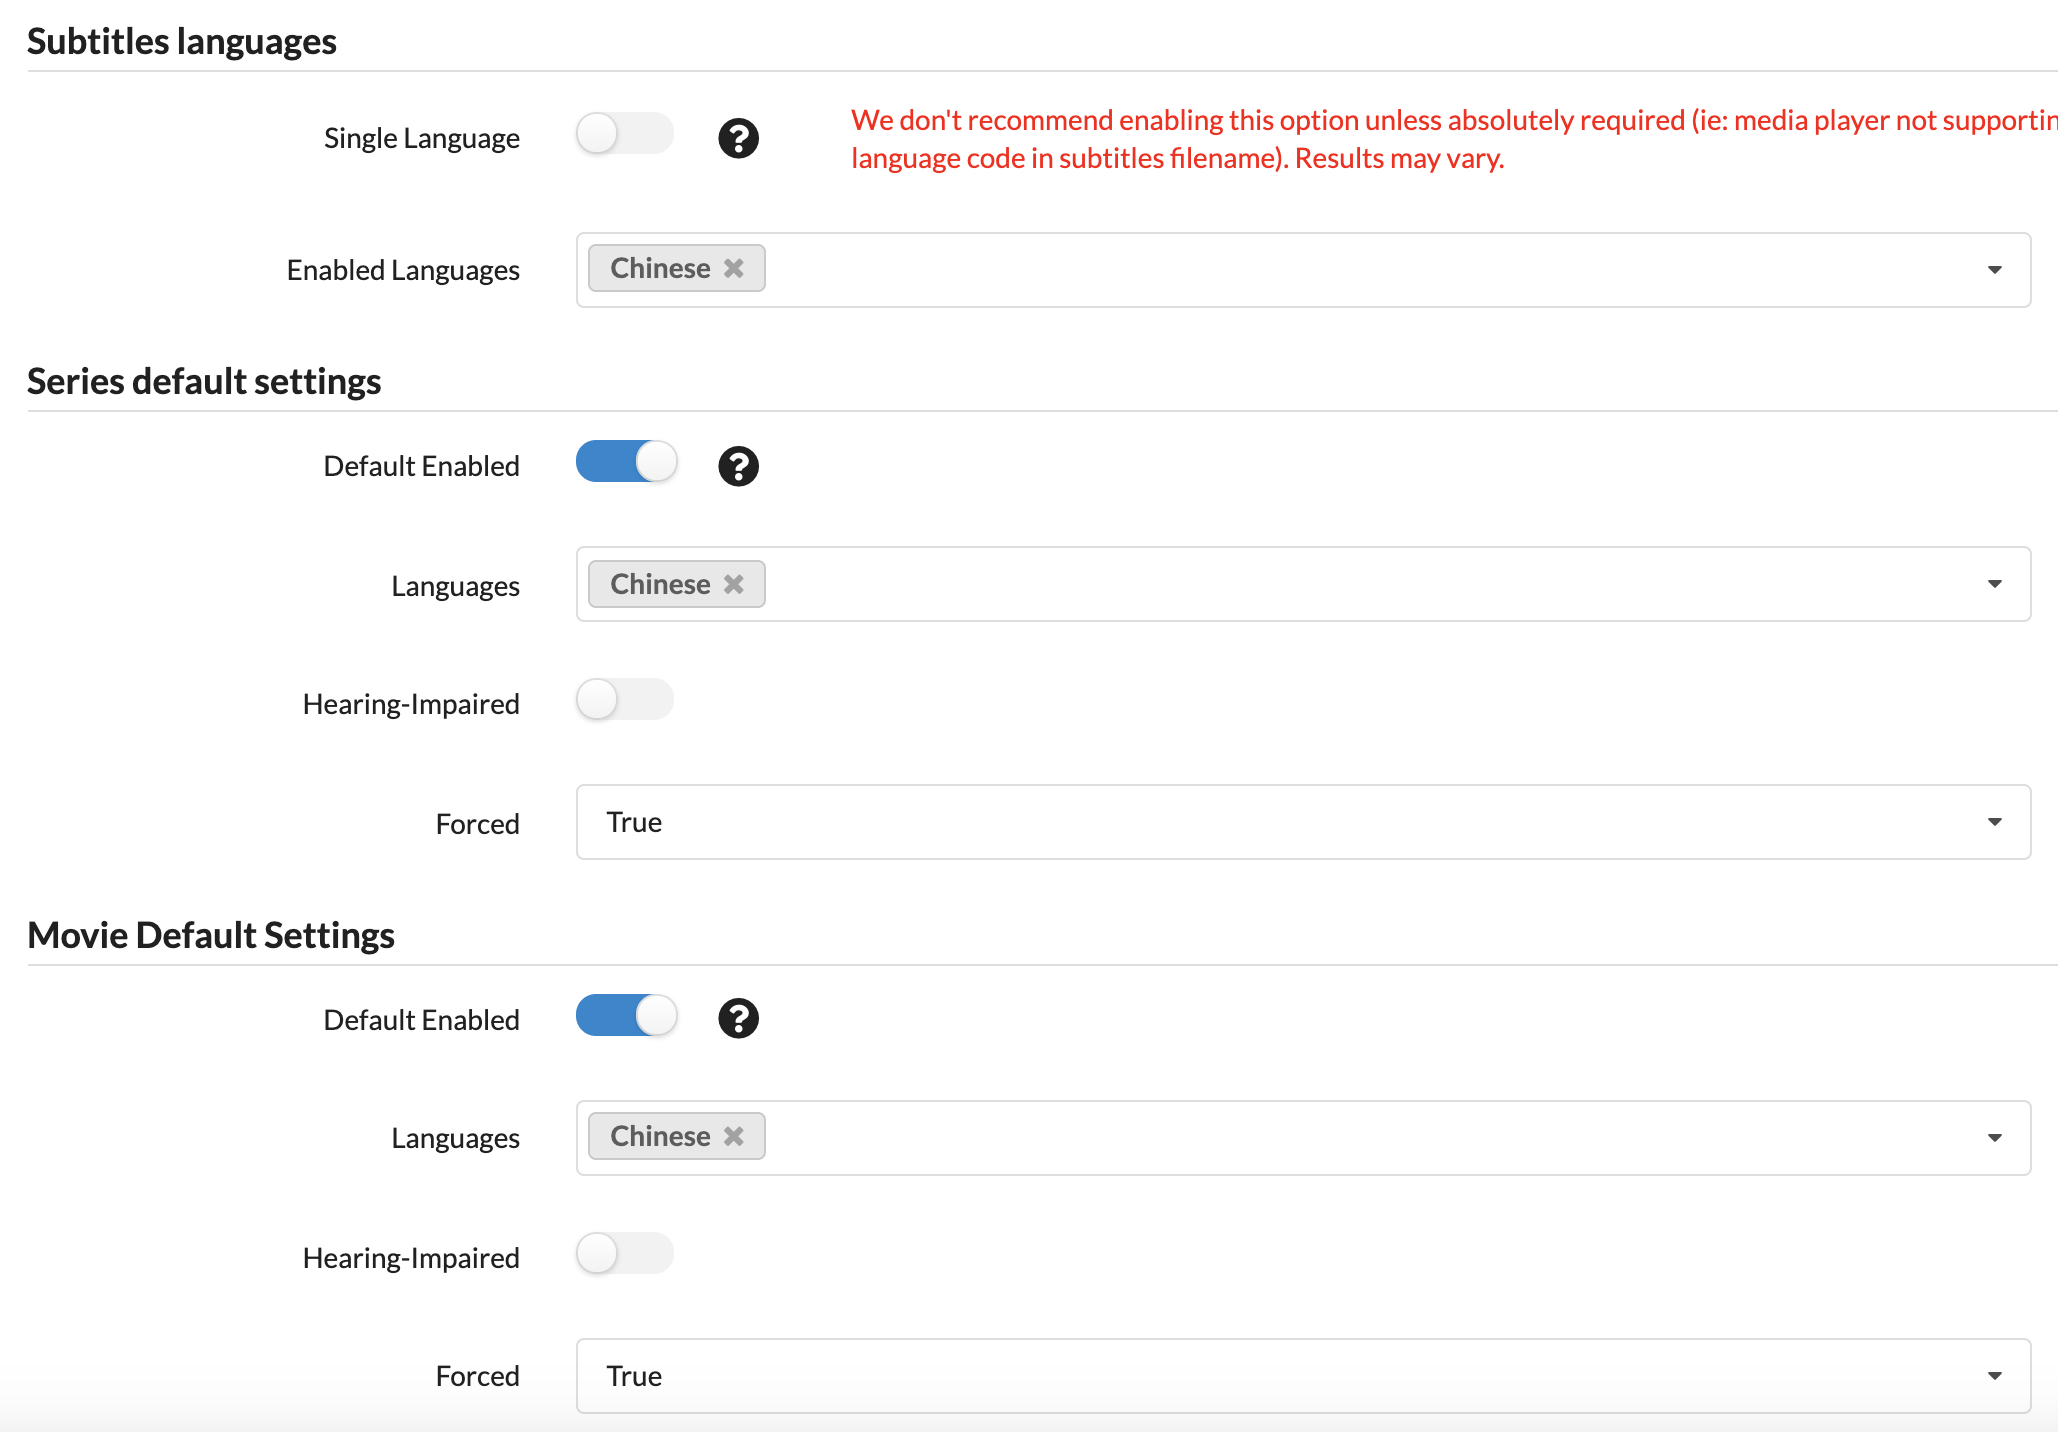 Subtitles languages
Single Language
We don't recommend enabling this option unless absolutely required (ie: media player not supportin
language code in subtitles filename). Results may vary.
Enabled Languages
Chinese
Series default settings
Default Enabled
Languages
Chinese
Hearing-Impaired
Forced
True
Movie Default Settings
Default Enabled
Languages
Chinese
Hearing-Impaired
Forced
True